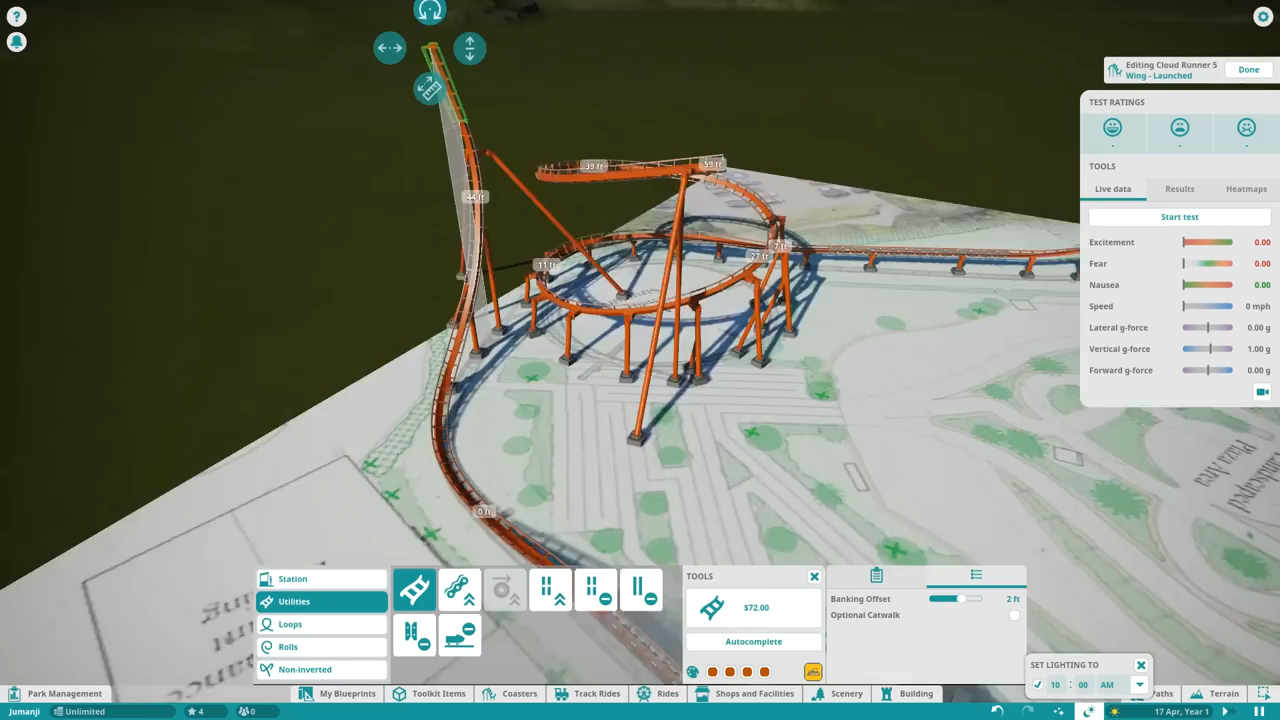 ?
Editing Cloud Runner 5
Wing - Launched
Done
TEST RATINGS
- - -
TOOLS
Live data Results Heatmaps
Start test
Excitement 0.00
Fear 0.00
Nausea 0.00
Speed 0 mph
Lateral g-force 0.00 g
Vertical g-force 1.00 g
Forward g-force 0.00 g
39 ft
59 ft
44 ft
7 ft
27 ft
11 ft
0 ft
Landscaped
Plaza Area
Station
Utilities
Loops
Rolls
Non-inverted
TOOLS
$72.00
Autocomplete
Banking Offset 2 ft
Optional Catwalk
SET LIGHTING TO
10 : 00 AM
Park Management
My Blueprints
Toolkit Items
Coasters
Track Rides
Rides
Shops and Facilities
Scenery
Building
Paths
Terrain
Jumanji
Unlimited
4
0
17 Apr, Year 1